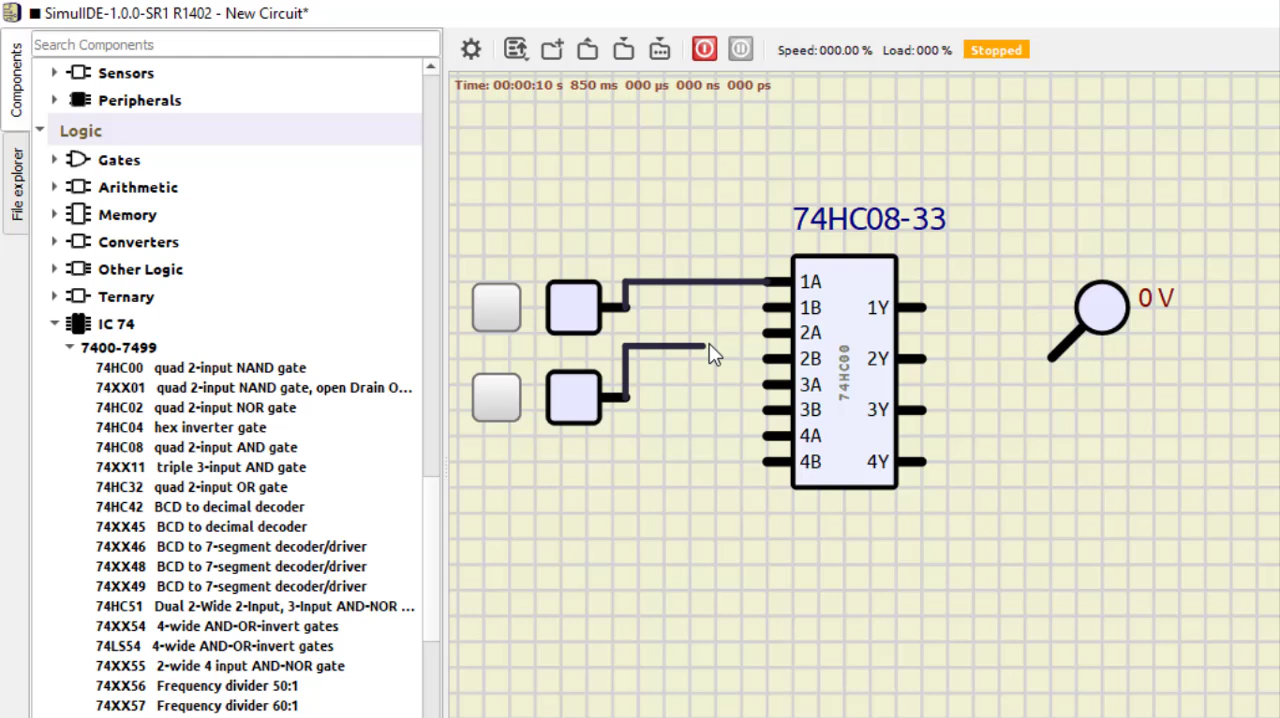 SimulIDE-1.0.0-SR1 R1402 - New Circuit*
Components
File explorer
Search Components
Sensors
Peripherals
Logic
Gates
Arithmetic
Memory
Converters
Other Logic
Ternary
IC 74
7400-7499
74HC00 quad 2-input NAND gate
74XX01 quad 2-input NAND gate, open Drain O...
74HC02 quad 2-input NOR gate
74HC04 hex inverter gate
74HC08 quad 2-input AND gate
74XX11 triple 3-input AND gate
74HC32 quad 2-input OR gate
74HC42 BCD to decimal decoder
74XX45 BCD to decimal decoder
74XX46 BCD to 7-segment decoder/driver
74XX48 BCD to 7-segment decoder/driver
74XX49 BCD to 7-segment decoder/driver
74HC51 Dual 2-Wide 2-Input, 3-Input AND-NOR ...
74XX54 4-wide AND-OR-invert gates
74LS54 4-wide AND-OR-invert gates
74XX55 2-wide 4 input AND-NOR gate
74XX56 Frequency divider 50:1
74XX57 Frequency divider 60:1
Speed: 000.00 % Load: 000 % Stopped
Time: 00:00:10 s 850 ms 000 µs 000 ns 000 ps
74HC08-33
1A
1B 1Y
2A
2B 2Y
3A
3B 3Y
4A
4B 4Y
74HC00
0 V